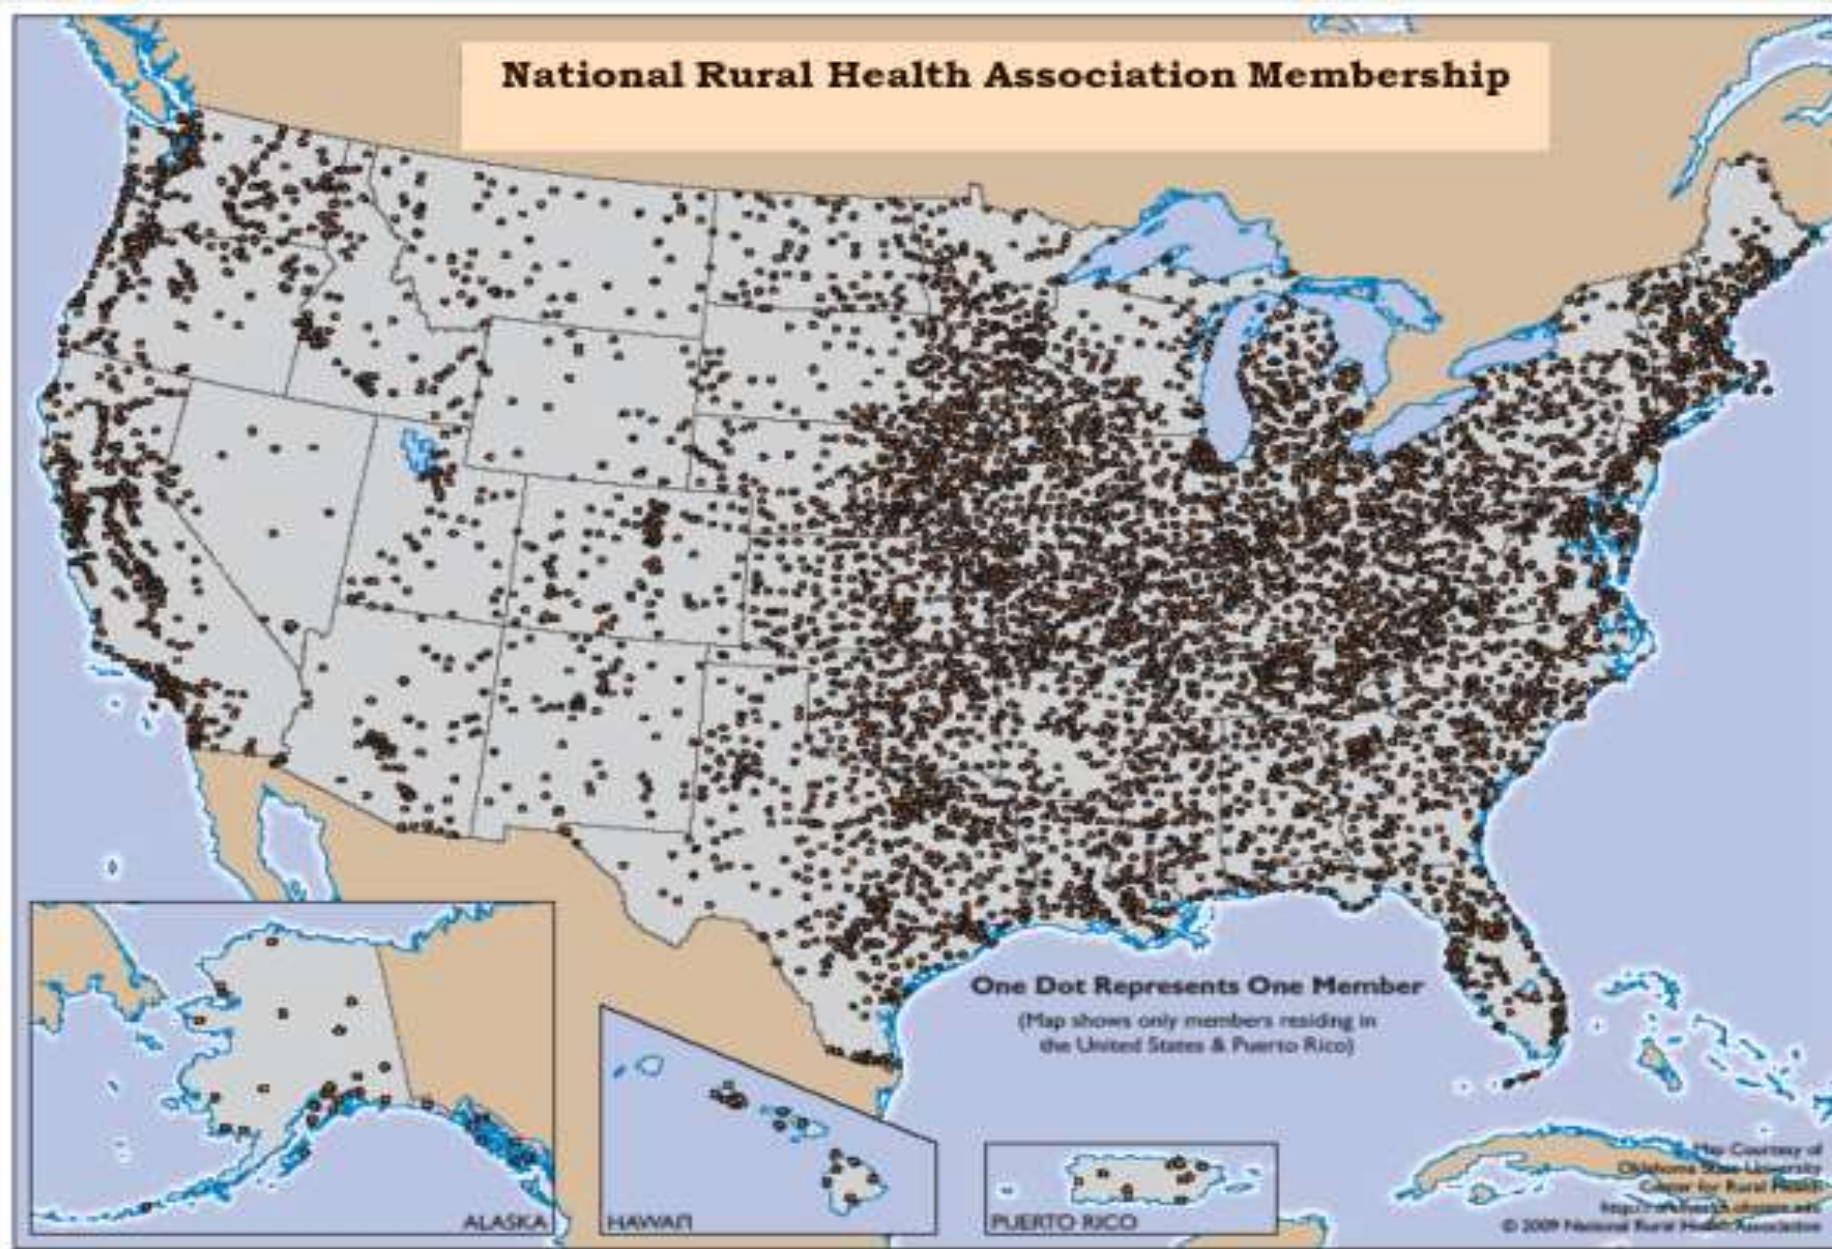 National Rural Health Association Membership
One Dot Represents One Member
(Map shows only members residing in
the United States & Puerto Rico)
ALASKA
HAWAI'I
PUERTO RICO
Map Courtesy of
Oklahoma State University
Center for Rural Health
© 2009 National Rural Health Association